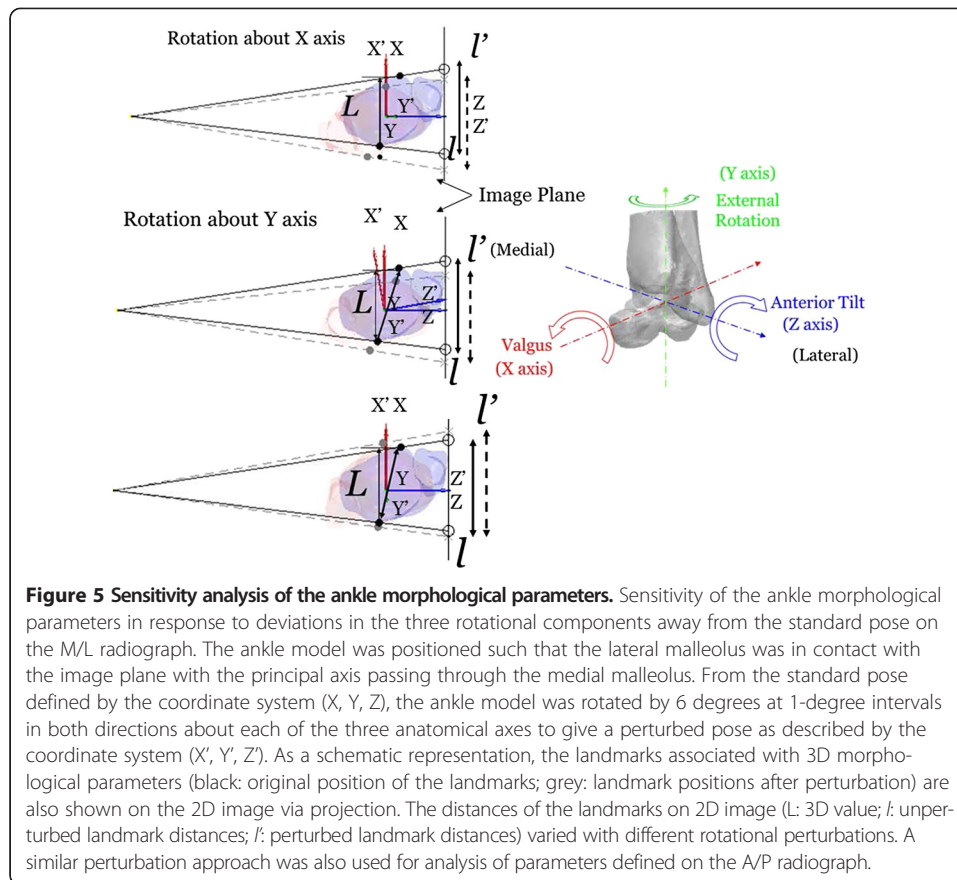 Rotation about X axis
X' X
l'
L
Y'
Y
Z
Z'
l
Image Plane
Rotation about Y axis
X' X
l'
(Medial)
L
Y
Z'
Y'
Z
l
(Y axis)
External
Rotation
Anterior Tilt
(Z axis)
(Lateral)
Valgus
(X axis)
X' X
l'
L
Y
Z'
Y'
Z
l
Figure 5 Sensitivity analysis of the ankle morphological parameters. Sensitivity of the ankle morphological
parameters in response to deviations in the three rotational components away from the standard pose on
the M/L radiograph. The ankle model was positioned such that the lateral malleolus was in contact with
the image plane with the principal axis passing through the medial malleolus. From the standard pose
defined by the coordinate system (X, Y, Z), the ankle model was rotated by 6 degrees at 1-degree intervals
in both directions about each of the three anatomical axes to give a perturbed pose as described by the
coordinate system (X′, Y′, Z′). As a schematic representation, the landmarks associated with 3D morpho-
logical parameters (black: original position of the landmarks; grey: landmark positions after perturbation) are
also shown on the 2D image via projection. The distances of the landmarks on 2D image (L: 3D value; l: unper-
turbed landmark distances; l′: perturbed landmark distances) varied with different rotational perturbations. A
similar perturbation approach was also used for analysis of parameters defined on the A/P radiograph.